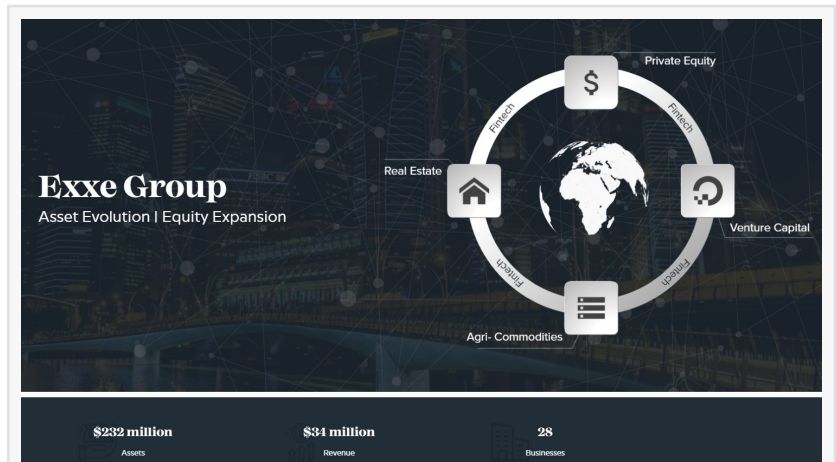 Exxe Group
Asset Evolution | Equity Expansion
Private Equity
Fintech
Fintech
Real Estate
Venture Capital
Fintech
Fintech
Agri- Commodities
HSBC
$232 million
Assets
$34 million
Revenue
28
Businesses